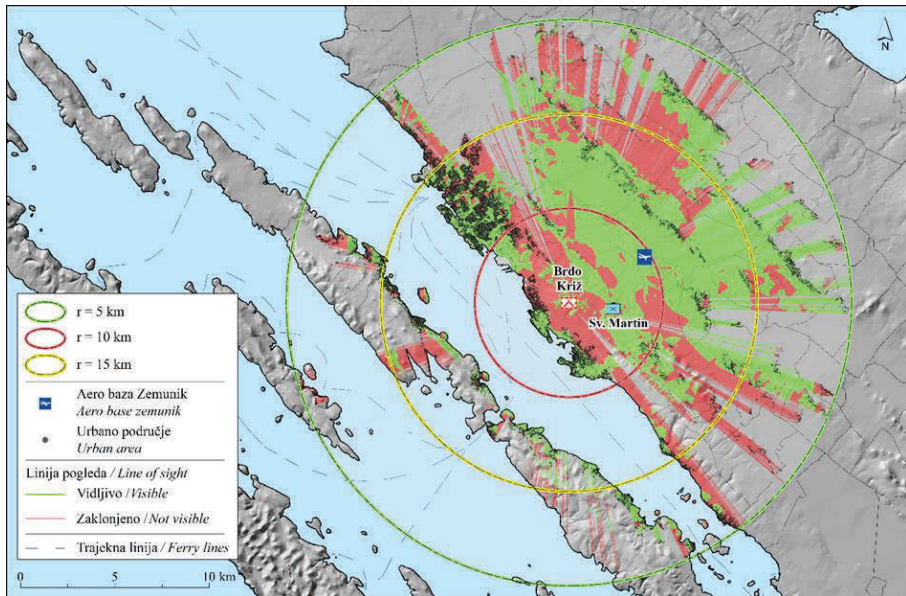 N
Brdo
Križ
Sv. Martin
r = 5 km
r = 10 km
r = 15 km
Aero baza Zemunik
Aero base zemunik
Urbano područje
Urban area
Linija pogleda / Line of sight
Vidljivo / Visible
Zaklonjeno / Not visible
Trajekna linija / Ferry lines
0 5 10 km